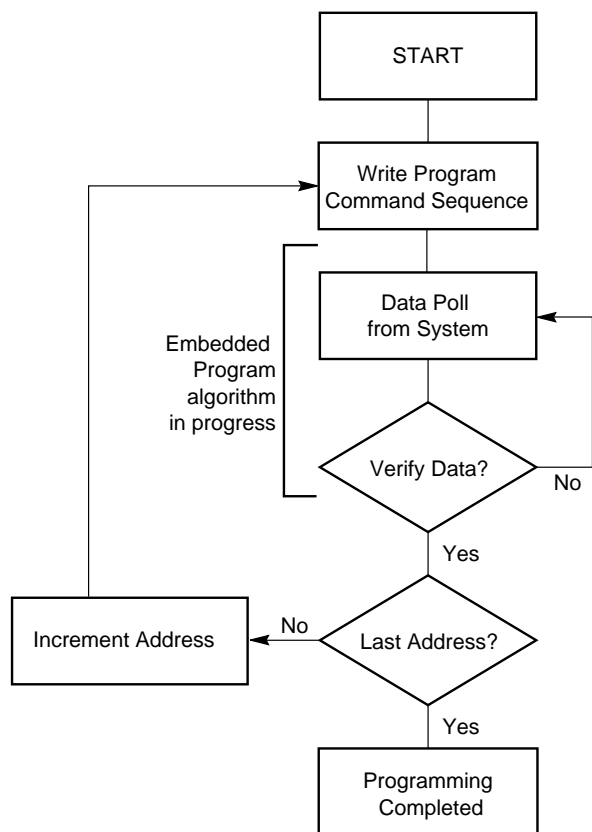 START
Write Program
Command Sequence
Data Poll
from System
Embedded
Program
algorithm
in progress
Verify Data?
No
Yes
Increment Address
No
Last Address?
Yes
Programming
Completed